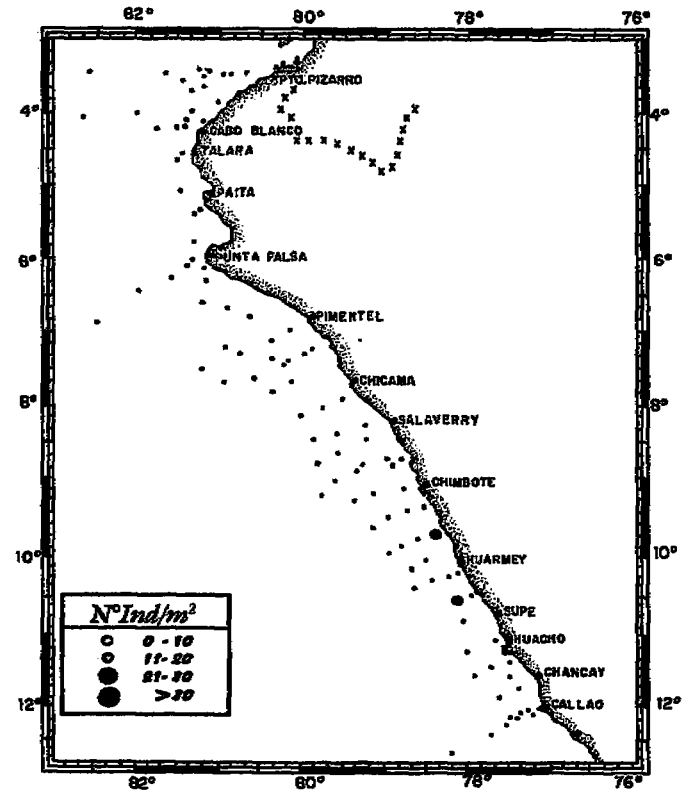 82° 80° 78° 76°
PTO.PIZARRO
4° 4°
CABO BLANCO
TALARA
PAITA
PUNTA FALSA
6° 6°
PIMENTEL
CHICAMA
8° 8°
SALAVERRY
CHIMBOTE
10° HUARMEY 10°
N°Ind/m²
0-10
11-20
21-30
>30
SUPE
HUACHO
CHANCAY
12° CALLAO 12°
82° 80° 78° 76°